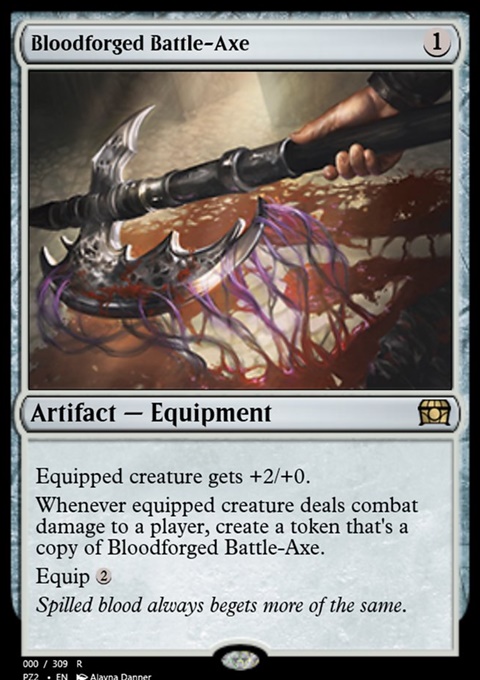 Bloodforged Battle-Axe 1
Artifact — Equipment
Equipped creature gets +2/+0.
Whenever equipped creature deals combat
damage to a player, create a token that's a
copy of Bloodforged Battle-Axe.
Equip 2
Spilled blood always begets more of the same.
000 / 309 R
PZ2 • EN Alayna Danner